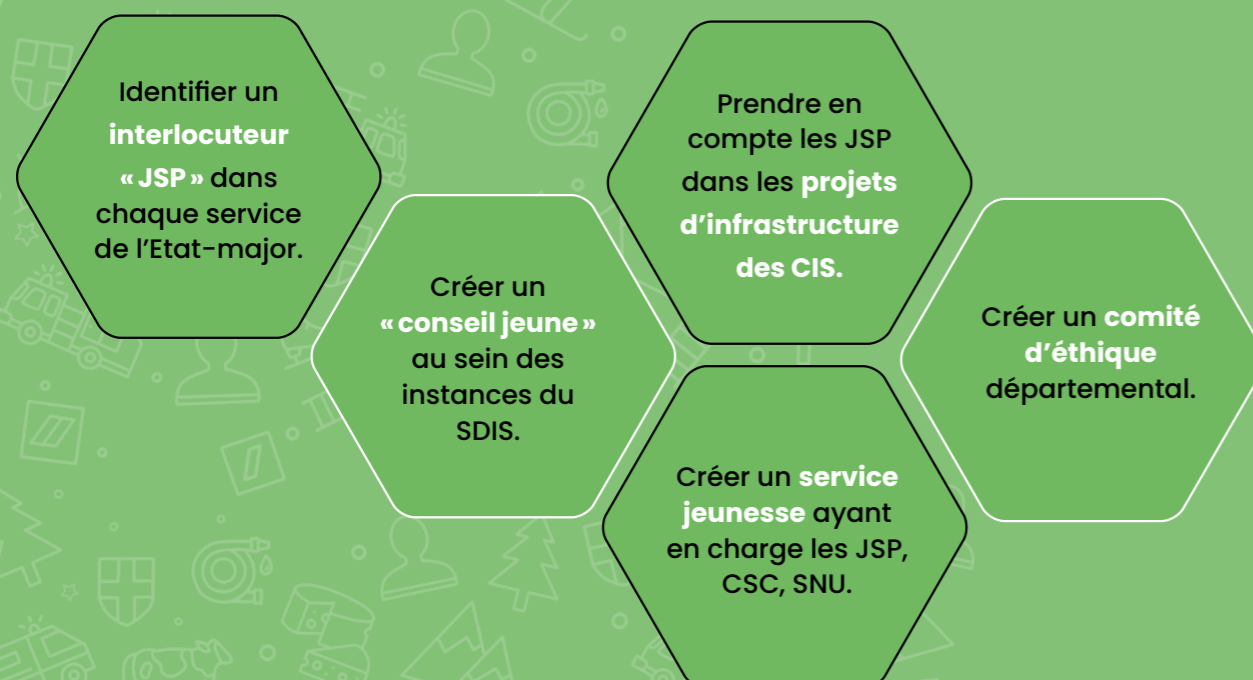 Identifier un
interlocuteur
« JSP » dans
chaque service
de l'Etat-major.
Créer un
« conseil jeune »
au sein des
instances du
SDIS.
Prendre en
compte les JSP
dans les projets
d'infrastructure
des CIS.
Créer un service
jeunesse ayant
en charge les JSP,
CSC, SNU.
Créer un comité
d'éthique
départemental.